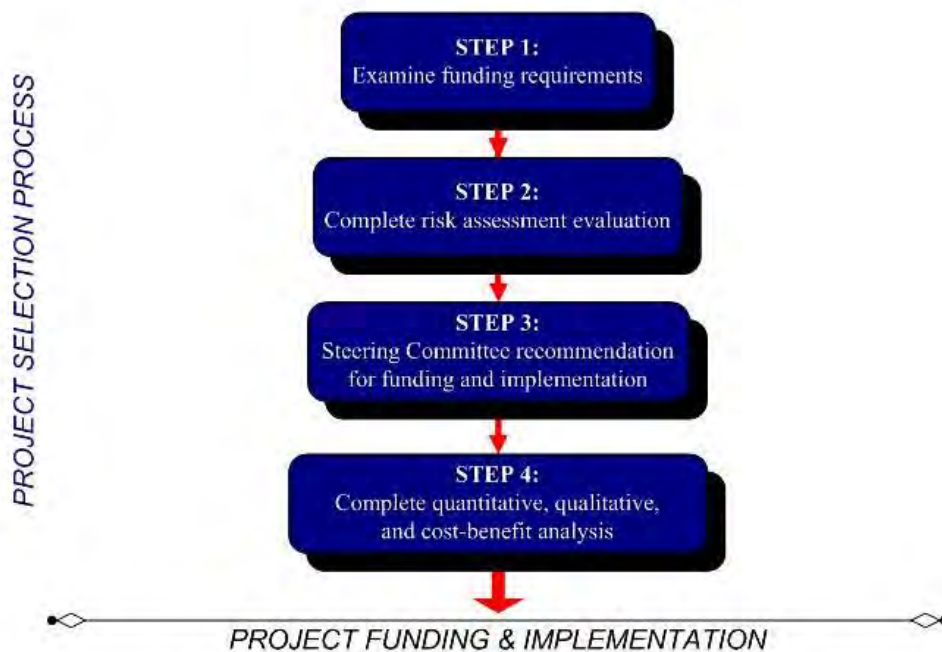 PROJECT SELECTION PROCESS
STEP 1:
Examine funding requirements
STEP 2:
Complete risk assessment evaluation
STEP 3:
Steering Committee recommendation
for funding and implementation
STEP 4:
Complete quantitative, qualitative,
and cost-benefit analysis
PROJECT FUNDING & IMPLEMENTATION